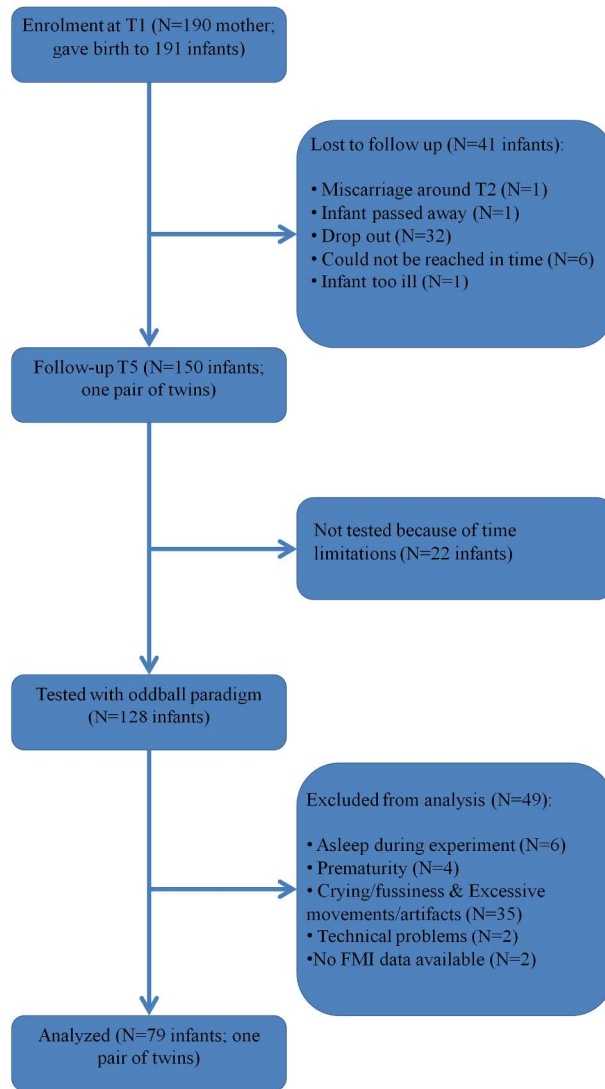 Enrolment at T1 (N=190 mother;
gave birth to 191 infants)
Lost to follow up (N=41 infants):
• Miscarriage around T2 (N=1)
• Infant passed away (N=1)
• Drop out (N=32)
• Could not be reached in time (N=6)
• Infant too ill (N=1)
Follow-up T5 (N=150 infants;
one pair of twins)
Not tested because of time
limitations (N=22 infants)
Tested with oddball paradigm
(N=128 infants)
Excluded from analysis (N=49):
• Asleep during experiment (N=6)
• Prematurity (N=4)
• Crying/fussiness & Excessive
movements/artifacts (N=35)
• Technical problems (N=2)
•No FMI data available (N=2)
Analyzed (N=79 infants; one
pair of twins)